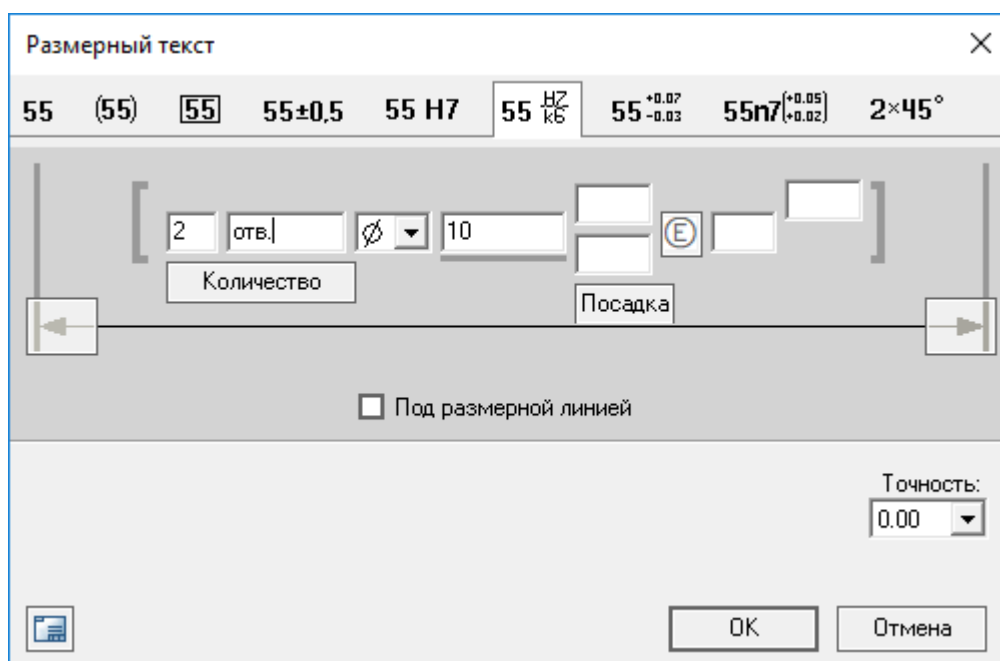 Размерный текст
55 (55) 55 55±0,5 55 H7 55 H7 k6 55 +0.07 -0.03 55n7(+0.05 +0.02) 2×45°
2 отв. Ø 10 E
Количество
Посадка
Под размерной линией
Точность:
0.00
OK Отмена